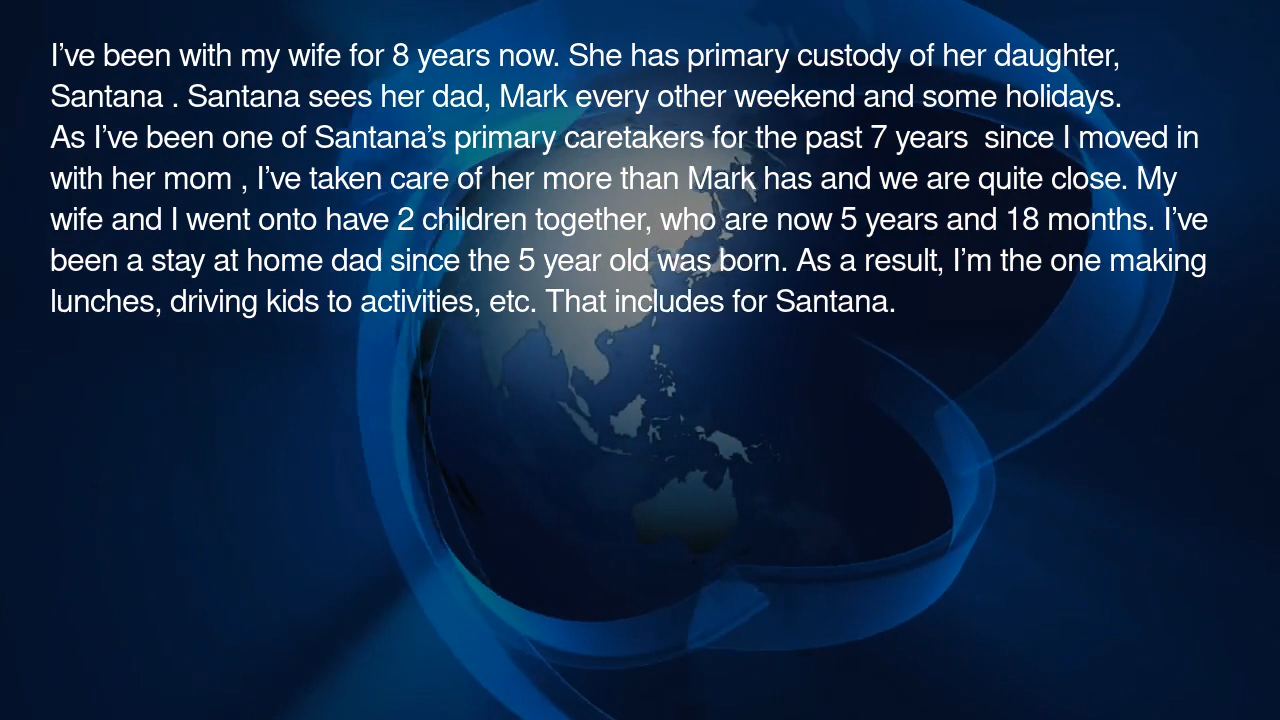 I’ve been with my wife for 8 years now. She has primary custody of her daughter,
Santana . Santana sees her dad, Mark every other weekend and some holidays.
As I’ve been one of Santana’s primary caretakers for the past 7 years  since I moved in
with her mom , I’ve taken care of her more than Mark has and we are quite close. My
wife and I went onto have 2 children together, who are now 5 years and 18 months. I’ve
been a stay at home dad since the 5 year old was born. As a result, I’m the one making
lunches, driving kids to activities, etc. That includes for Santana.